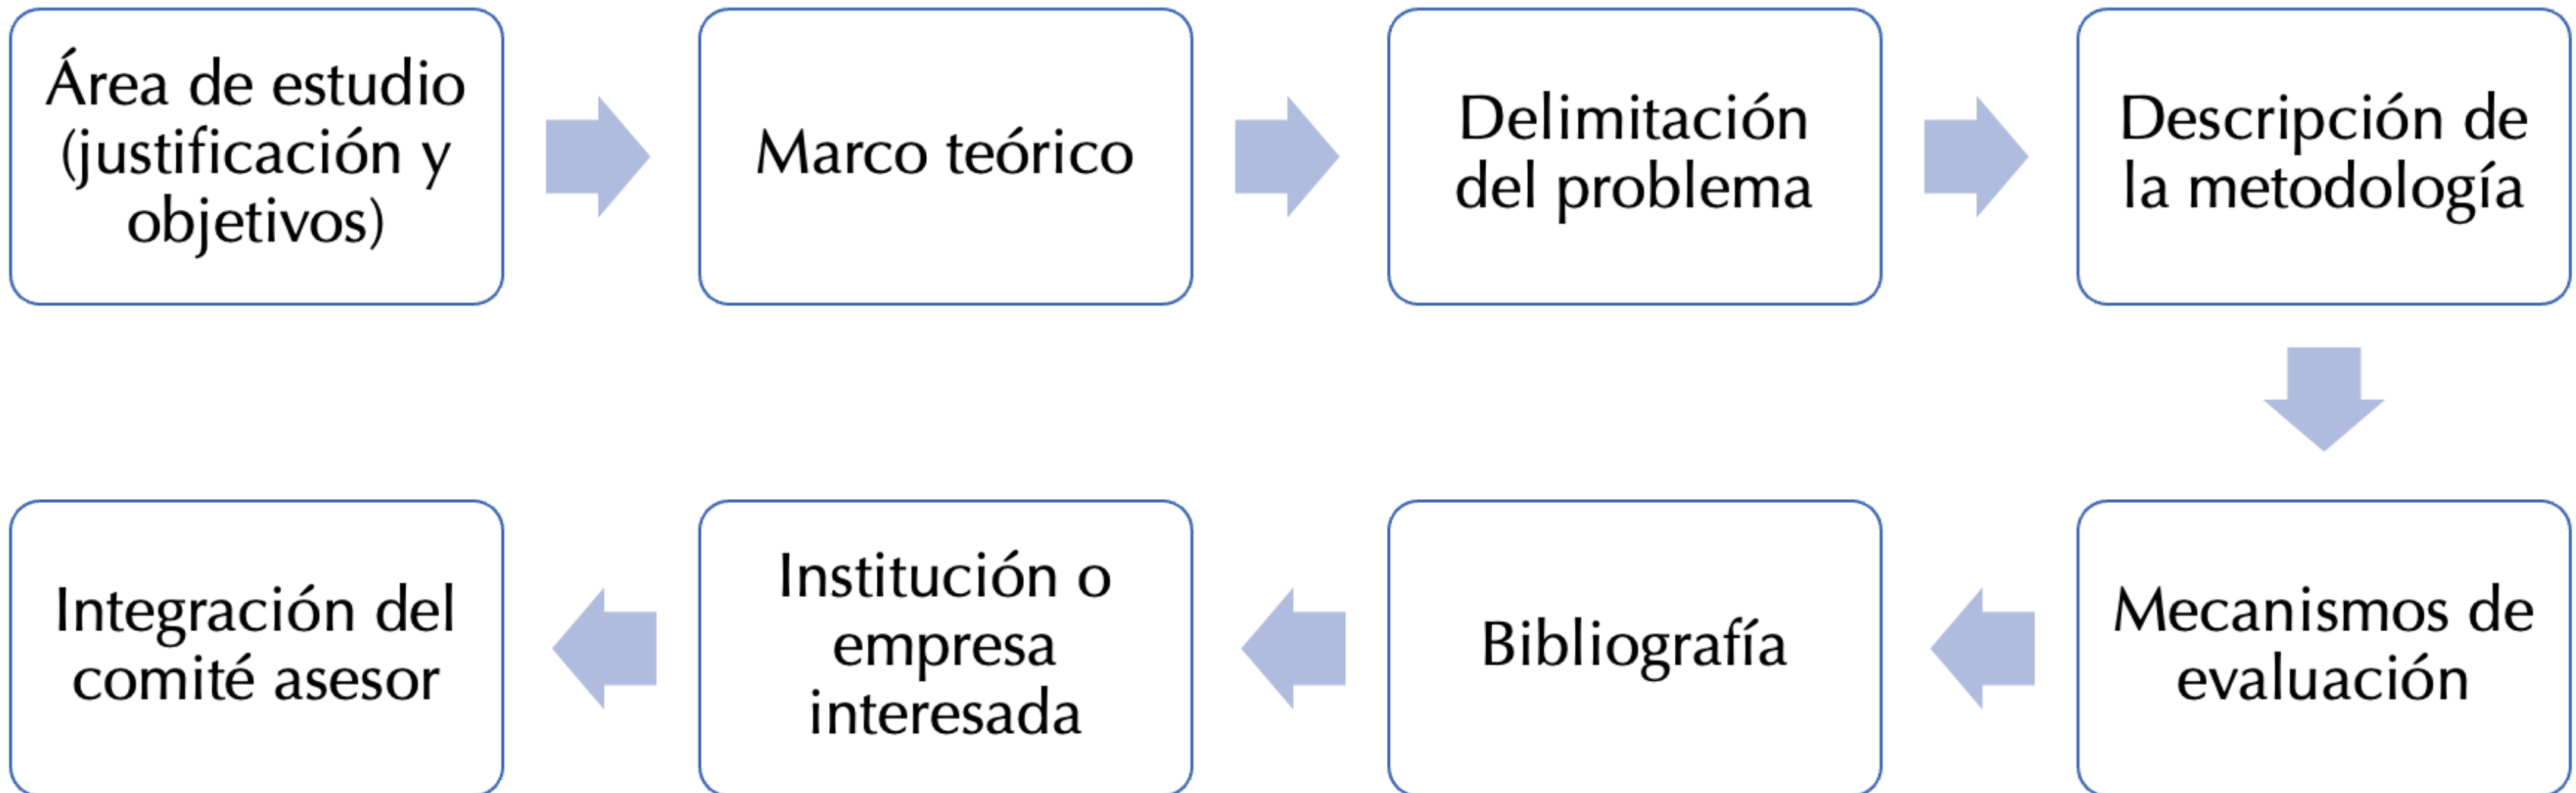 Área de estudio
(justificación y
objetivos)
Marco teórico
Delimitación
del problema
Descripción de
la metodología
Mecanismos de
evaluación
Bibliografía
Institución o
empresa
interesada
Integración del
comité asesor